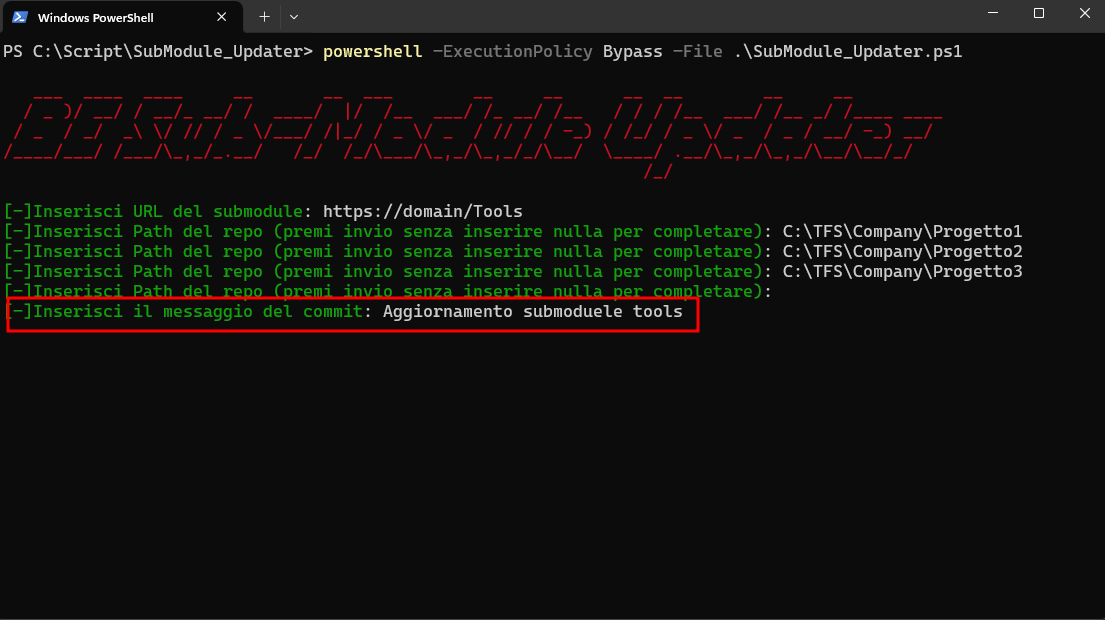 Windows PowerShell
PS C:\Script\SubModule_Updater> powershell -ExecutionPolicy Bypass -File .\SubModule_Updater.ps1
[-]Inserisci URL del submodule: https://domain/Tools
[-]Inserisci Path del repo (premi invio senza inserire nulla per completare): C:\TFS\Company\Progetto1
[-]Inserisci Path del repo (premi invio senza inserire nulla per completare): C:\TFS\Company\Progetto2
[-]Inserisci Path del repo (premi invio senza inserire nulla per completare): C:\TFS\Company\Progetto3
[-]Inserisci Path del repo (premi invio senza inserire nulla per completare):
[-]Inserisci il messaggio del commit: Aggiornamento submoduele tools